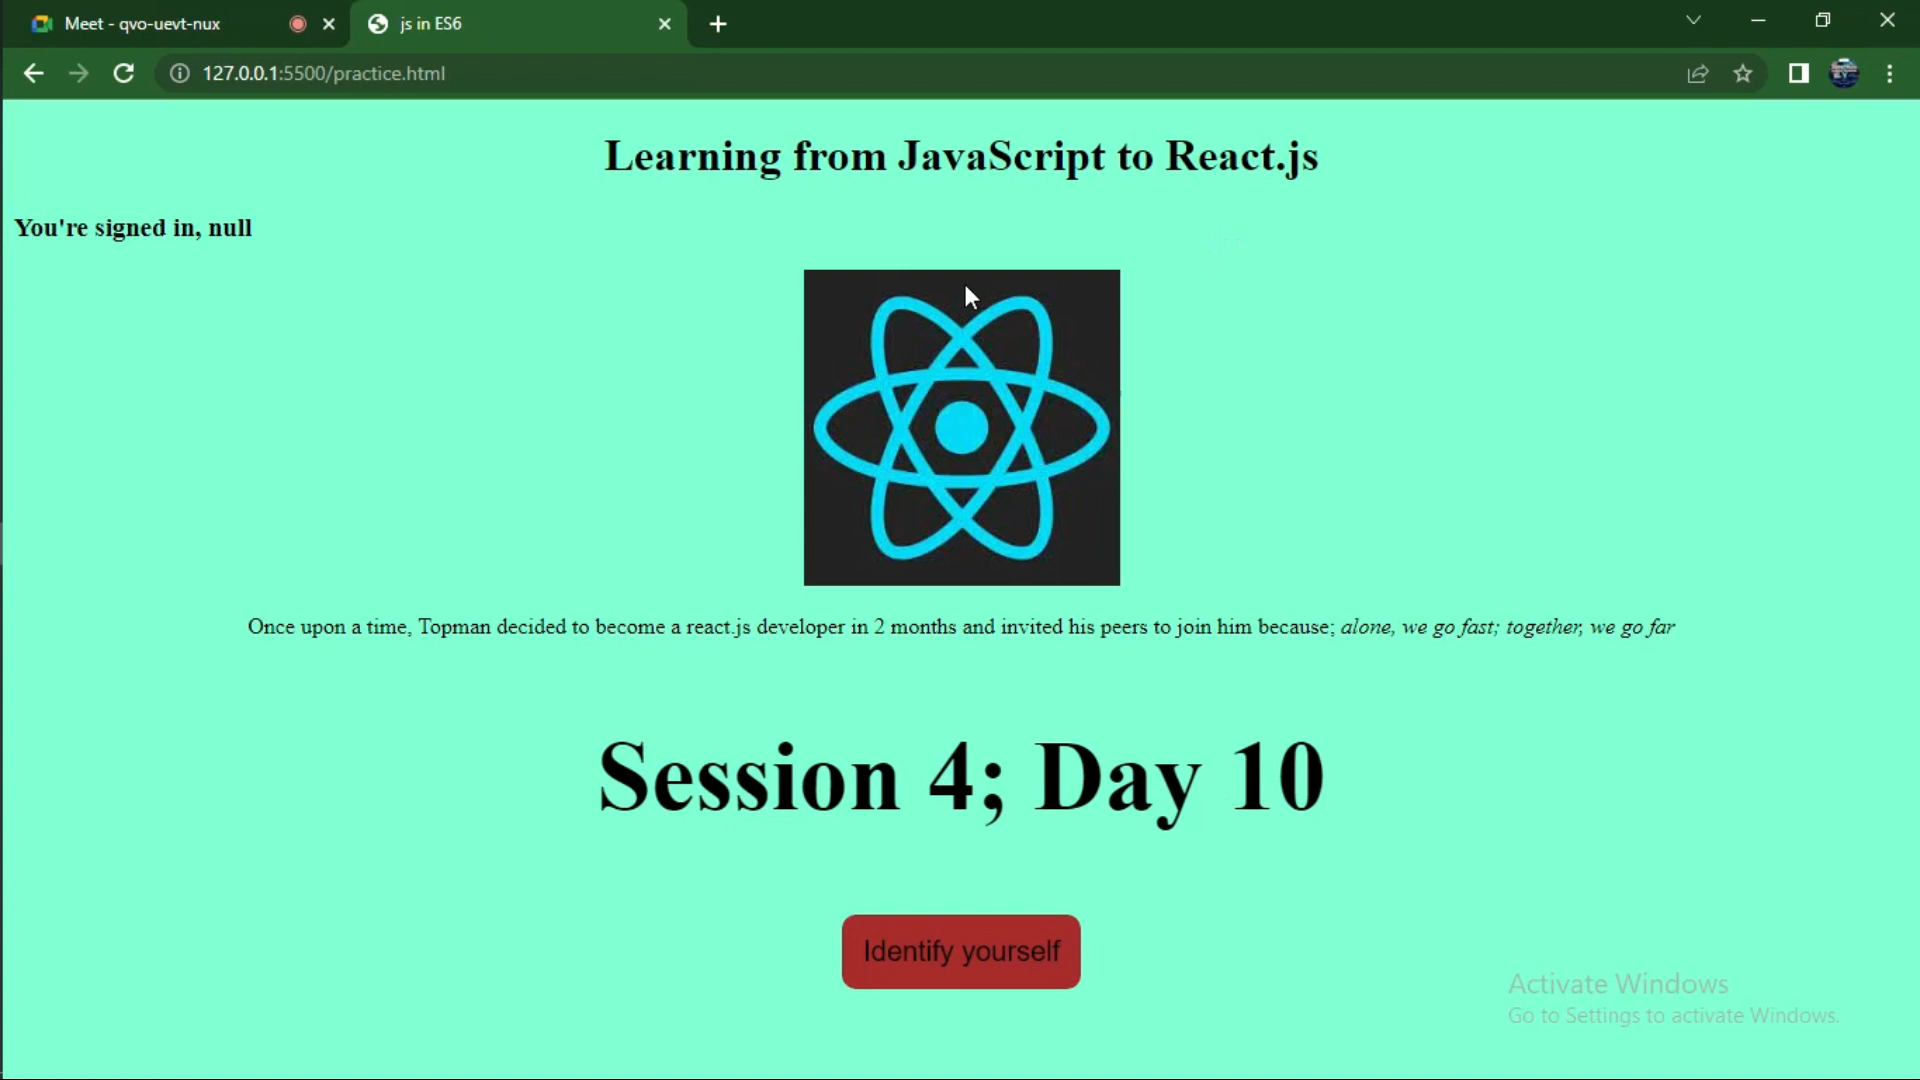 Meet - qvo-uevt-nux
js in ES6
127.0.0.1:5500/practice.html
Learning from JavaScript to React.js
You're signed in, null
Once upon a time, Topman decided to become a react.js developer in 2 months and invited his peers to join him because; alone, we go fast; together, we go far
Session 4; Day 10
Identify yourself
Activate Windows
Go to Settings to activate Windows.